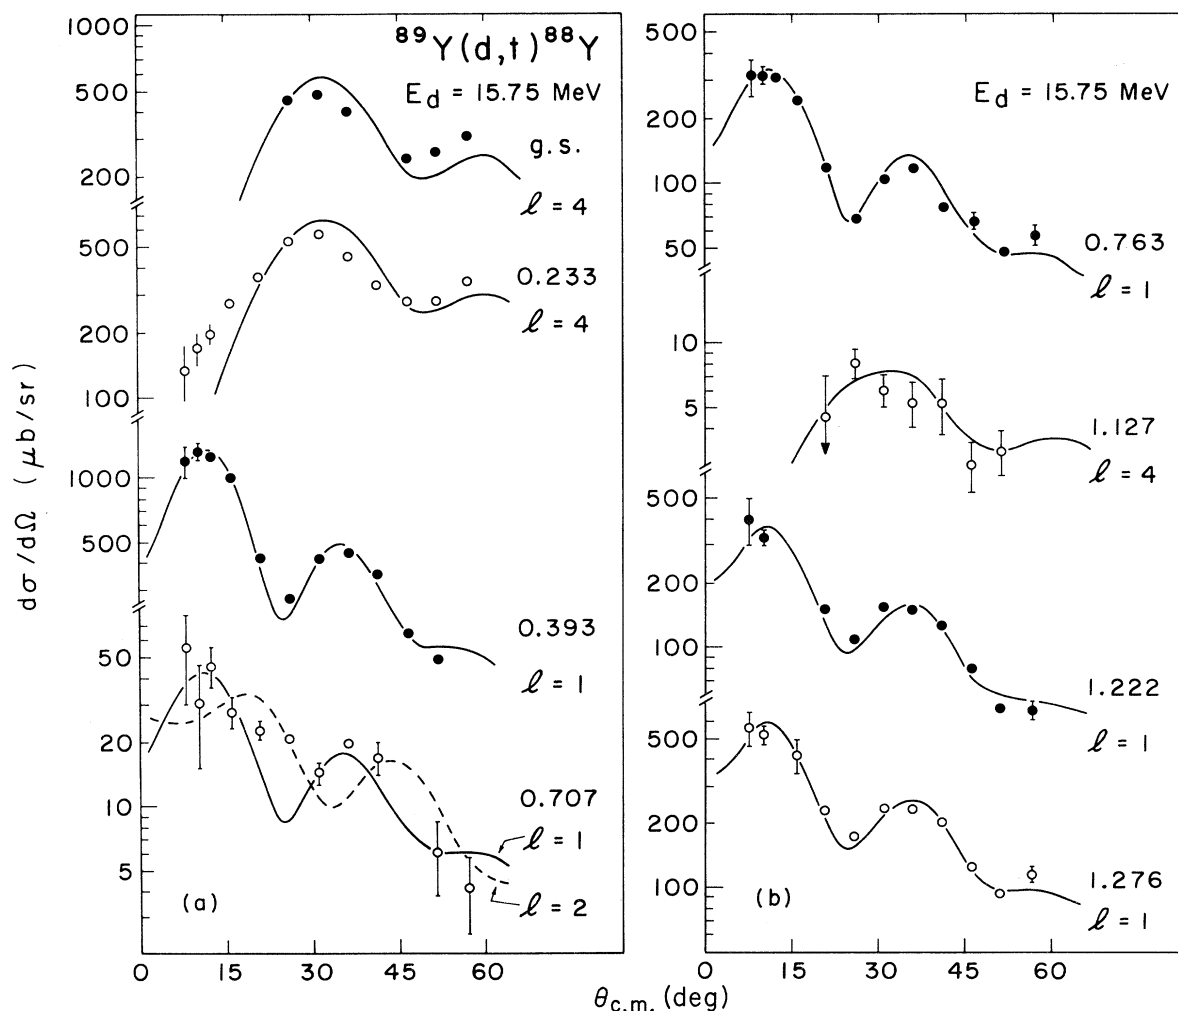 ⁸⁹Y(d,t)⁸⁸Y
E_d = 15.75 MeV
1000
500
200
g.s.
ℓ = 4
500
200
100
0.233
ℓ = 4
1000
500
0.393
ℓ = 1
50
20
10
5
0.707
ℓ = 1
ℓ = 2
(a)
0 15 30 45 60
dσ/dΩ (μb/sr)
E_d = 15.75 MeV
500
200
100
50
0.763
ℓ = 1
10
5
1.127
ℓ = 4
500
200
100
1.222
ℓ = 1
500
200
100
1.276
ℓ = 1
(b)
0 15 30 45 60
θc.m. (deg)